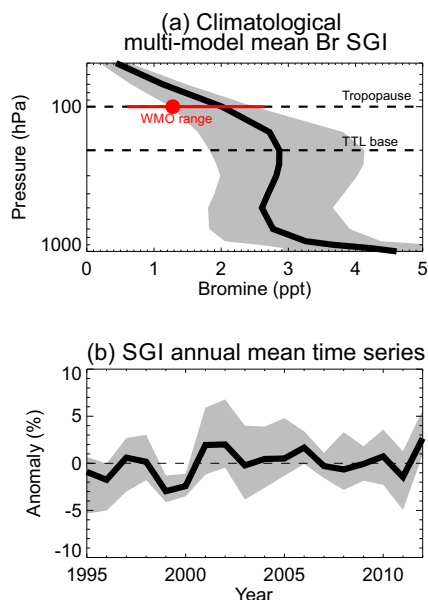 (a) Climatological
multi-model mean Br SGI
Pressure (hPa)
100
1000
Tropopause
WMO range
TTL base
0 1 2 3 4 5
Bromine (ppt)
(b) SGI annual mean time series
Anomaly (%)
10
5
0
-5
-10
1995 2000 2005 2010
Year